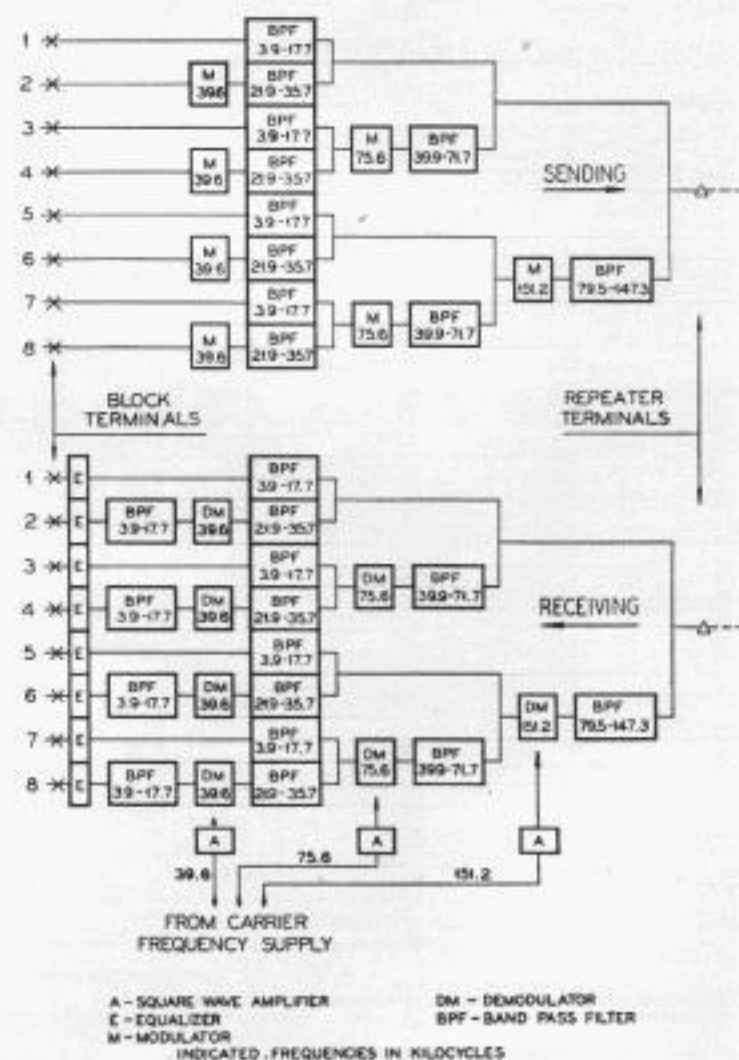 1
BPF
3.9-17.7
2
M
39.6
BPF
21.9-35.7
3
BPF
3.9-17.7
M
75.6
BPF
39.9-71.7
4
M
39.6
BPF
21.9-35.7
SENDING
5
BPF
3.9-17.7
6
M
39.6
BPF
21.9-35.7
M
151.2
BPF
79.5-147.3
7
BPF
3.9-17.7
M
75.6
BPF
39.9-71.7
8
M
39.6
BPF
21.9-35.7
BLOCK
TERMINALS
REPEATER
TERMINALS
1
E
BPF
3.9-17.7
2
E
BPF
3.9-17.7
DM
39.6
BPF
21.9-35.7
3
E
BPF
3.9-17.7
DM
75.6
BPF
39.9-71.7
4
E
BPF
3.9-17.7
DM
39.6
BPF
21.9-35.7
RECEIVING
5
E
BPF
3.9-17.7
6
E
BPF
3.9-17.7
DM
39.6
BPF
21.9-35.7
DM
151.2
BPF
79.5-147.3
7
E
BPF
3.9-17.7
DM
75.6
BPF
39.9-71.7
8
E
BPF
3.9-17.7
DM
39.6
BPF
21.9-35.7
A
A
A
39.6
75.6
151.2
FROM CARRIER
FREQUENCY SUPPLY
A - SQUARE WAVE AMPLIFIER
E - EQUALIZER
M - MODULATOR
DM - DEMODULATOR
BPF - BAND PASS FILTER
INDICATED FREQUENCIES IN KILOCYCLES